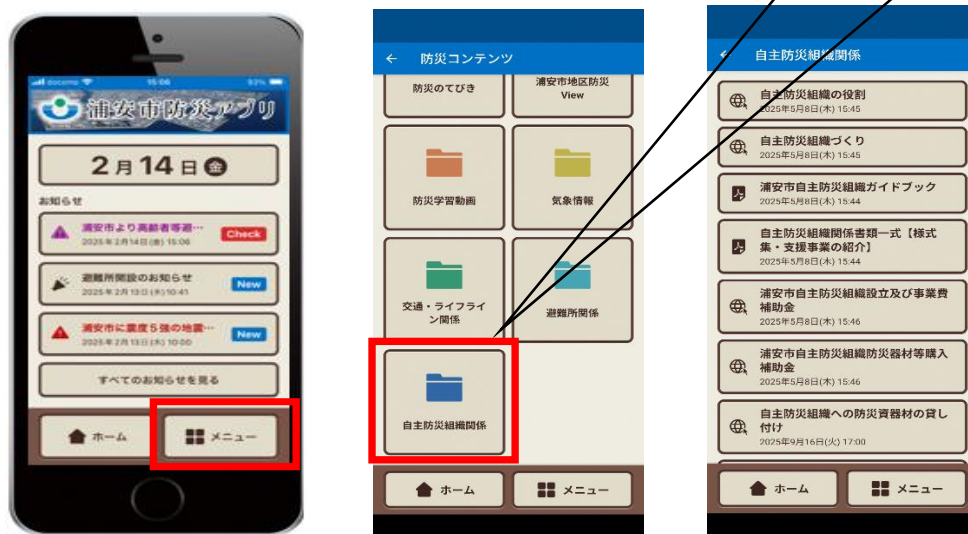 docomo 15:06 93%
浦安市防災アプリ
2月14日金
お知らせ
浦安市より高齢者等避… Check
2025年2月14日(金) 15:06
避難所開設のお知らせ New
2025年2月13日(木) 10:41
浦安市に震度5強の地震… New
2025年2月13日(木) 10:00
すべてのお知らせを見る
ホーム メニュー
← 防災コンテンツ
防災のてびき
浦安市地区防災
View
防災学習動画
気象情報
交通・ライフライ
ン関係
避難所関係
自主防災組織関係
ホーム メニュー
← 自主防災組織関係
自主防災組織の役割
2025年5月8日(木) 15:45
自主防災組織づくり
2025年5月8日(木) 15:45
浦安市自主防災組織ガイドブック
2025年5月8日(木) 15:44
自主防災組織関係書類一式【様式
集・支援事業の紹介】
2025年5月8日(木) 15:44
浦安市自主防災組織設立及び事業費
補助金
2025年5月8日(木) 15:46
浦安市自主防災組織防災器材等購入
補助金
2025年5月8日(木) 15:46
自主防災組織への防災資器材の貸し
付け
2025年9月16日(火) 17:00
ホーム メニュー